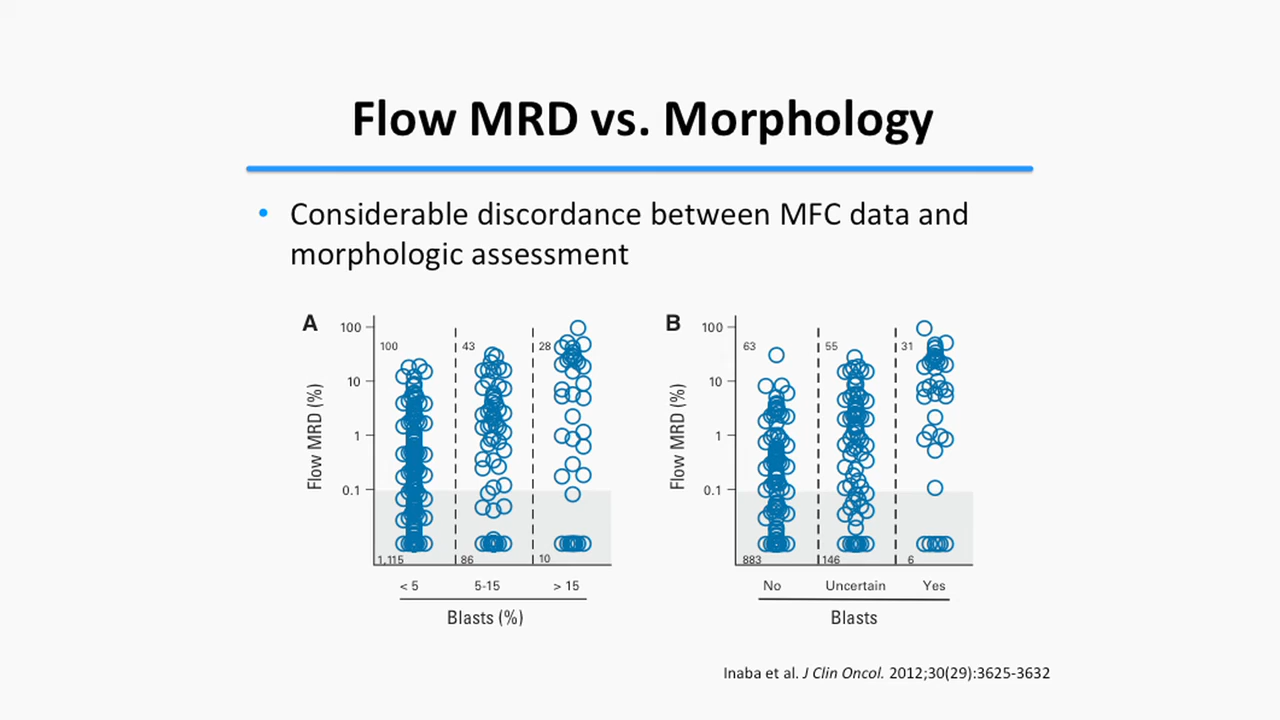 Flow MRD vs. Morphology
• Considerable discordance between MFC data and
morphologic assessment
A
Flow MRD (%)
100
10
1
0.1
100
43
28
1,115
86
10
< 5
5-15
> 15
Blasts (%)
B
Flow MRD (%)
100
10
1
0.1
63
55
31
883
146
6
No
Uncertain
Yes
Blasts
Inaba et al. J Clin Oncol. 2012;30(29):3625-3632